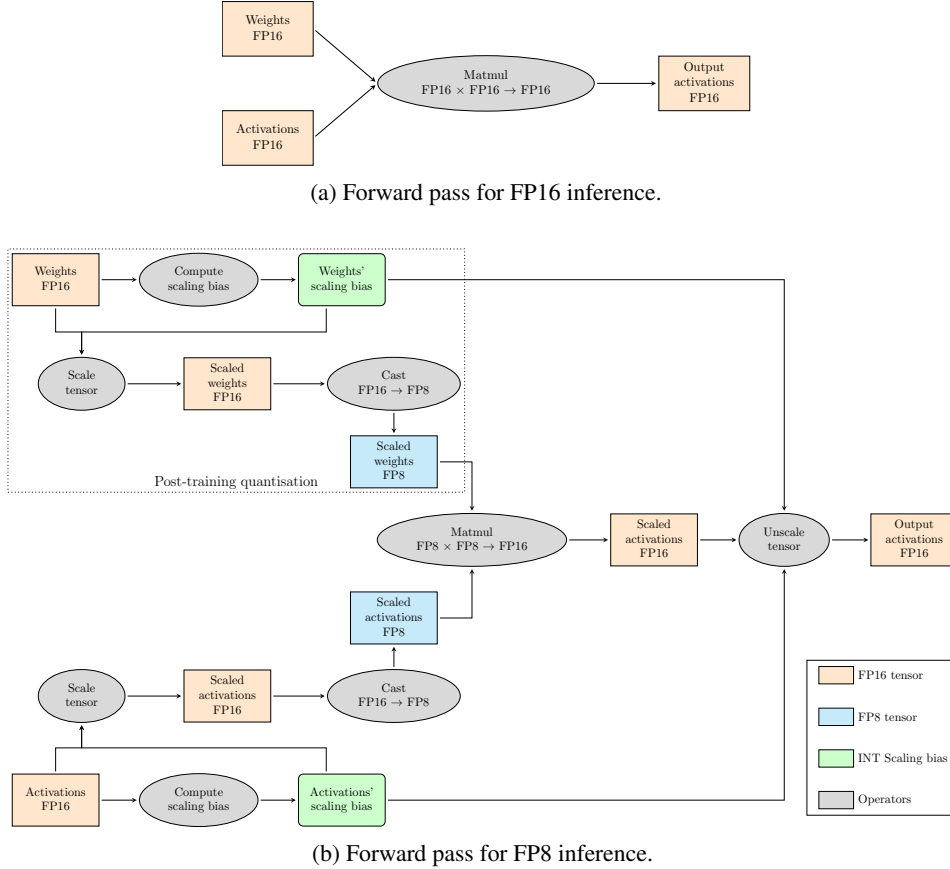 Weights
FP16
Matmul
FP16 × FP16 → FP16
Output
activations
FP16
Activations
FP16
(a) Forward pass for FP16 inference.
Weights
FP16
Compute
scaling bias
Weights'
scaling bias
Scale
tensor
Scaled
weights
FP16
Cast
FP16 → FP8
Scaled
weights
FP8
Post-training quantisation
Matmul
FP8 × FP8 → FP16
Scaled
activations
FP16
Unscale
tensor
Output
activations
FP16
Scaled
activations
FP8
Scale
tensor
Scaled
activations
FP16
Cast
FP16 → FP8
Activations
FP16
Compute
scaling bias
Activations'
scaling bias
FP16 tensor
FP8 tensor
INT Scaling bias
Operators
(b) Forward pass for FP8 inference.